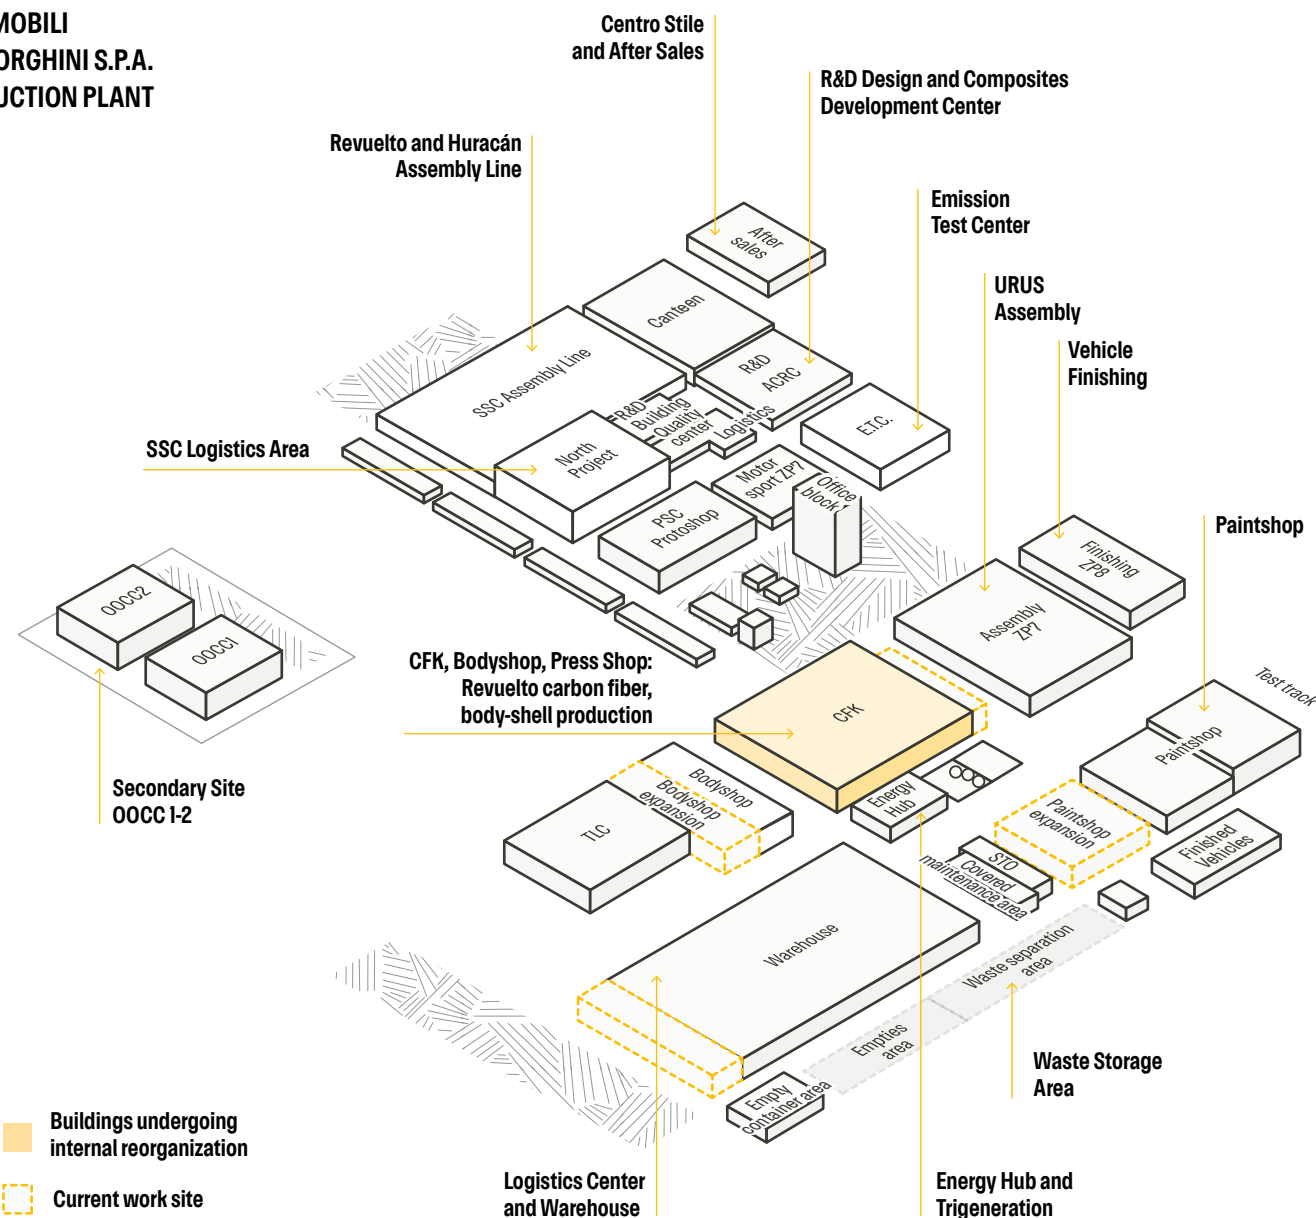 MOBILI
ORGHINI S.P.A.
UCTION PLANT
Centro Stile
and After Sales
R&D Design and Composites
Development Center
Revuelto and Huracán
Assembly Line
Emission
Test Center
URUS
Assembly
Vehicle
Finishing
SSC Logistics Area
Paintshop
After
sales
Canteen
SSC Assembly Line
R&D
ACRC
R&D
Building
Quality
center
Logistics
E.T.C.
North
Project
Motor
sport ZP7
Office
block 1
PSC
Protoshop
Finishing
ZP8
Assembly
ZP7
OOCC2
OOCC1
CFK, Bodyshop, Press Shop:
Revuelto carbon fiber,
body-shell production
CFK
Test track
Paintshop
Secondary Site
OOCC 1-2
Bodyshop
Bodyshop
expansion
TLC
Energy
Hub
Paintshop
expansion
Finished
Vehicles
STO
Covered
maintenance area
Warehouse
Waste separation
area
Empties
area
Empty
container area
Waste Storage
Area
Buildings undergoing
internal reorganization
Current work site
Logistics Center
and Warehouse
Energy Hub and
Trigeneration